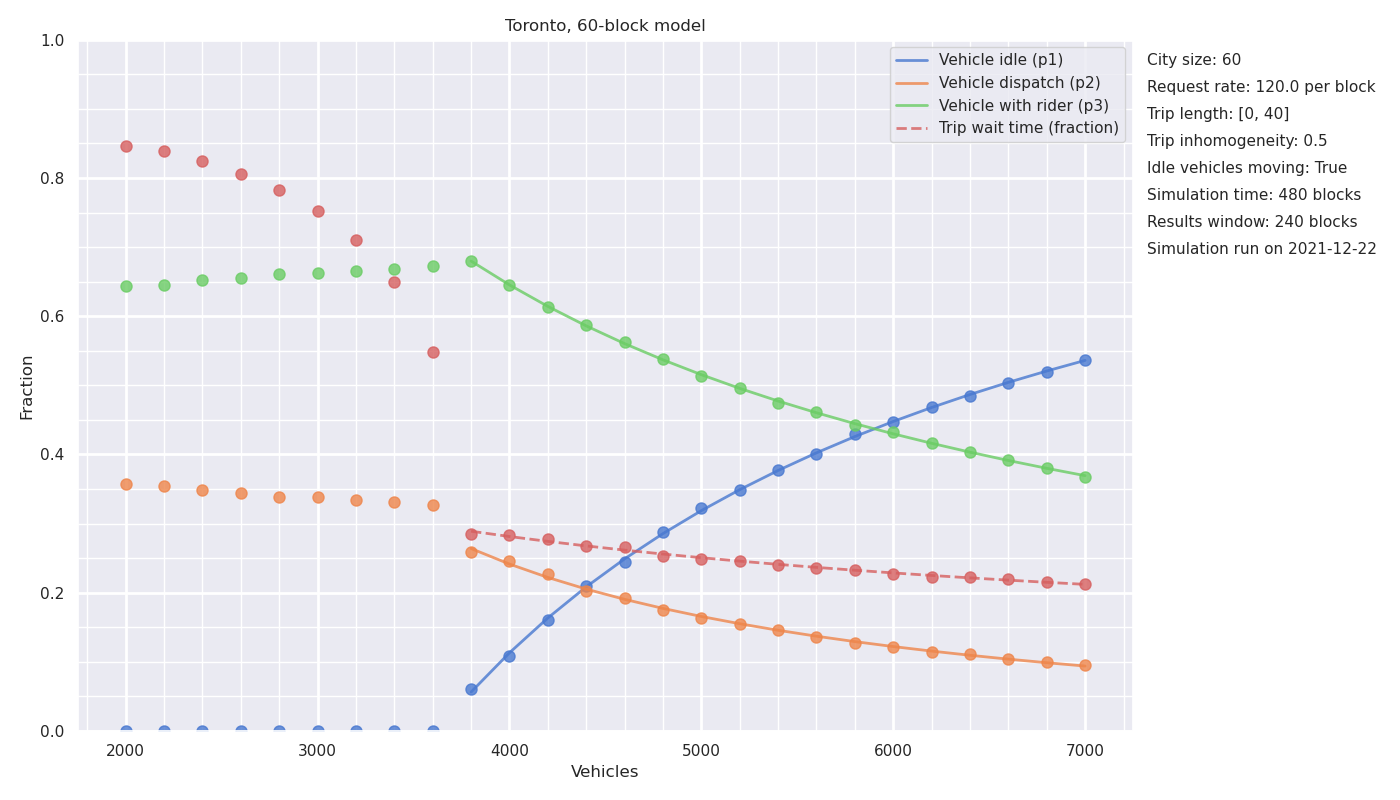 Toronto, 60-block model
1.0
0.8
0.6
0.4
0.2
0.0
Fraction
2000
3000
4000
5000
6000
7000
Vehicles
Vehicle idle (p1)
Vehicle dispatch (p2)
Vehicle with rider (p3)
Trip wait time (fraction)
City size: 60
Request rate: 120.0 per block
Trip length: [0, 40]
Trip inhomogeneity: 0.5
Idle vehicles moving: True
Simulation time: 480 blocks
Results window: 240 blocks
Simulation run on 2021-12-22